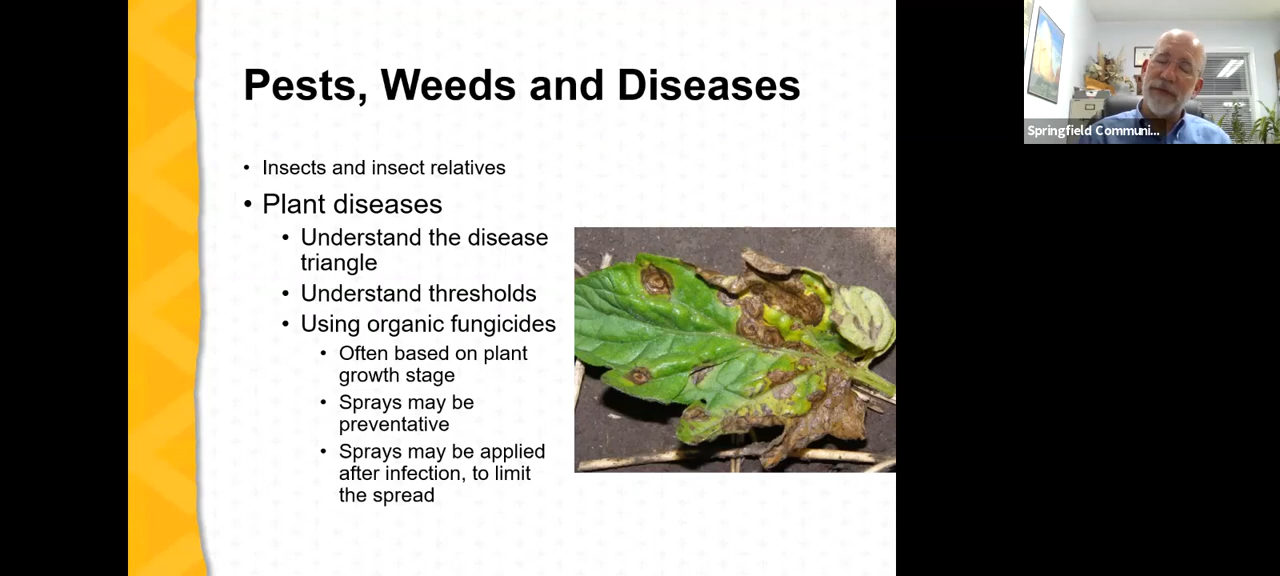 Pests, Weeds and Diseases
• Insects and insect relatives
• Plant diseases
• Understand the disease
triangle
• Understand thresholds
• Using organic fungicides
• Often based on plant
growth stage
• Sprays may be
preventative
• Sprays may be applied
after infection, to limit
the spread
Springfield Communi...